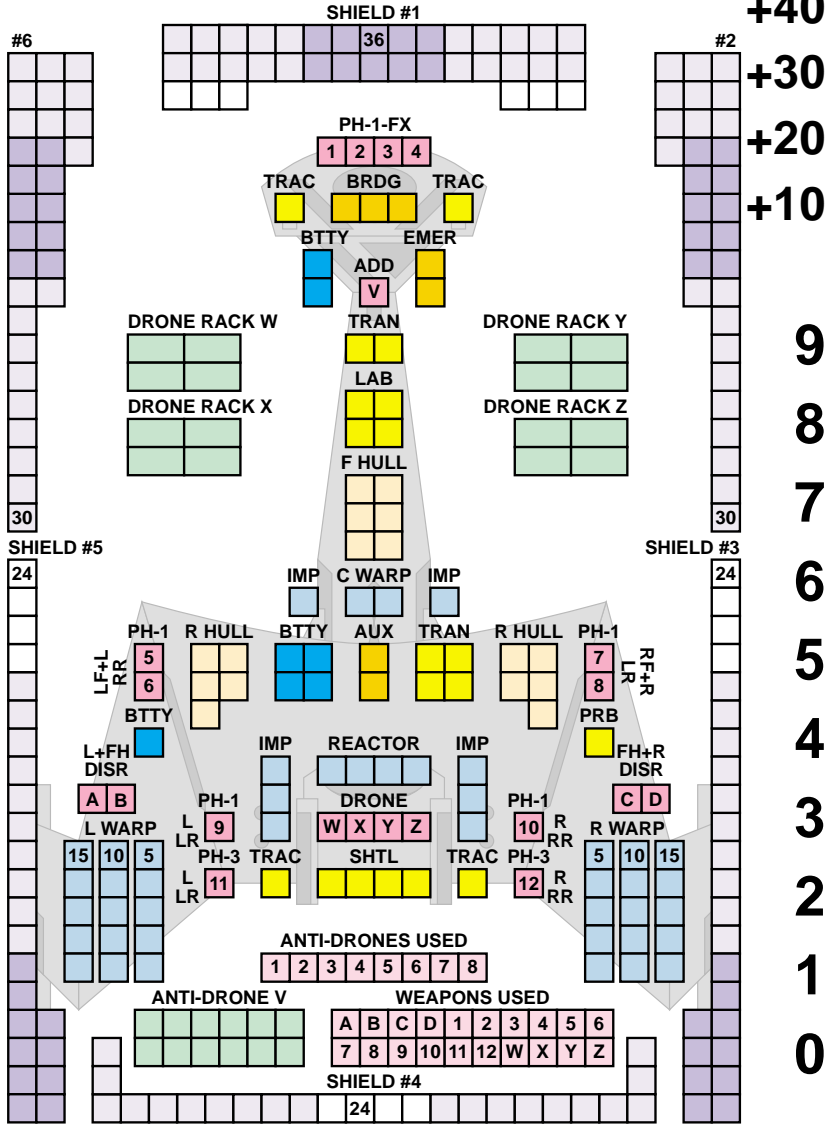 SHIELD #1
+40
#6
36
#2
+30
PH-1-FX
+20
1 2 3 4
TRAC BRDG TRAC
+10
BTTY EMER
ADD
V
DRONE RACK W TRAN DRONE RACK Y
9
LAB
DRONE RACK X DRONE RACK Z
8
F HULL
7
30 30
SHIELD #5 SHIELD #3
24 IMP C WARP IMP 24
6
PH-1 R HULL BTTY AUX TRAN R HULL PH-1
LF+L
RR
5
6
7
8
RF+R
LR
5
BTTY PRB
4
L+FH
DISR
IMP REACTOR IMP
FH+R
DISR
A B
PH-1 DRONE PH-1
C D
3
L
LR
9 W X Y Z 10
R
RR
L WARP R WARP
15 10 5
PH-3 TRAC SHTL TRAC PH-3
5 10 15
L
LR
11 12
R
RR
2
ANTI-DRONES USED
1 2 3 4 5 6 7 8
1
ANTI-DRONE V WEAPONS USED
A B C D 1 2 3 4 5 6
7 8 9 10 11 12 W X Y Z
0
SHIELD #4
24